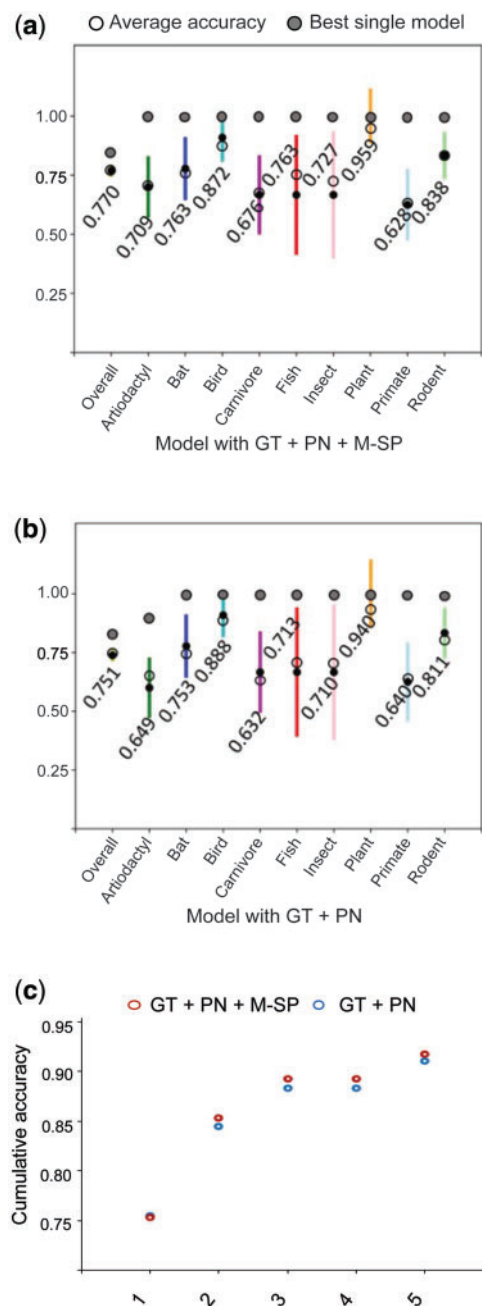 (a) Average accuracy Best single model
1.00
0.75
0.50
0.25
0.770
0.709
0.763
0.872
0.676
0.763
0.727
0.959
0.628
0.838
Overall
Artiodactyl
Bat
Bird
Carnivore
Fish
Insect
Plant
Primate
Rodent
Model with GT + PN + M-SP
(b)
1.00
0.75
0.50
0.25
0.751
0.649
0.753
0.888
0.632
0.713
0.710
0.940
0.640
0.811
Overall
Artiodactyl
Bat
Bird
Carnivore
Fish
Insect
Plant
Primate
Rodent
Model with GT + PN
(c)
GT + PN + M-SP GT + PN
Cumulative accuracy
0.95
0.90
0.85
0.80
0.75
1
2
3
4
5